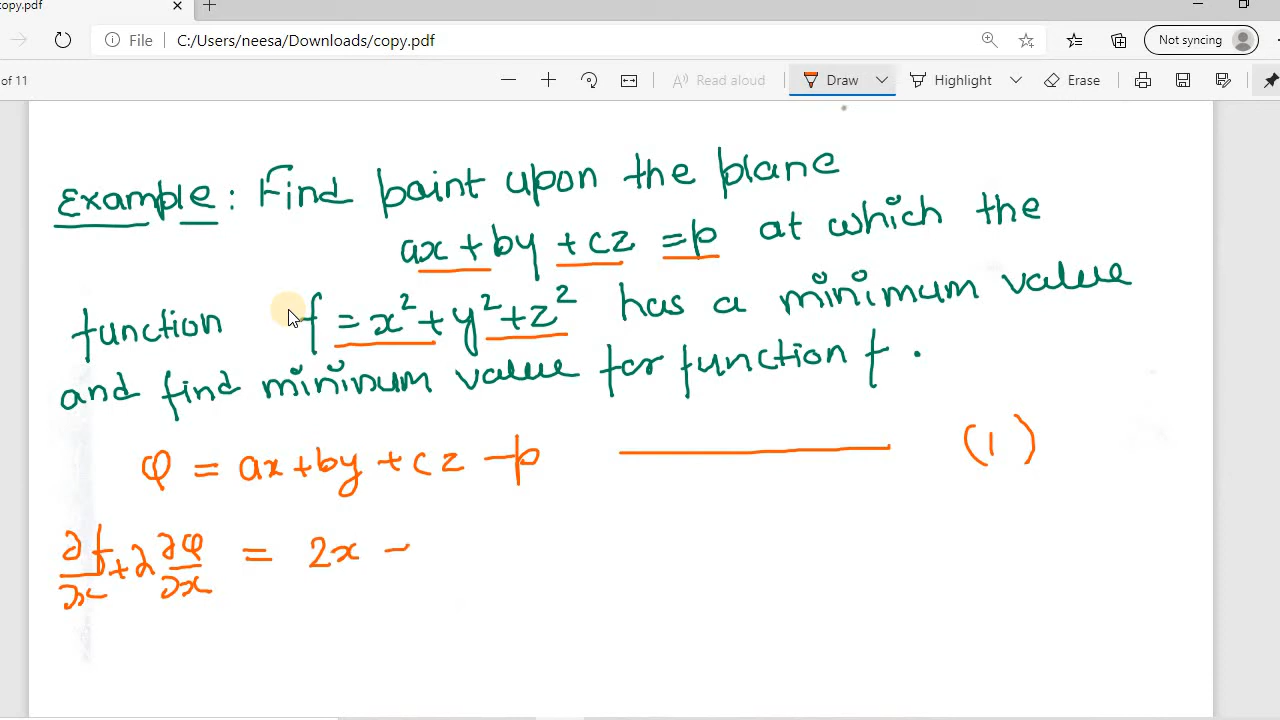 copy.pdf
File C:/Users/neesa/Downloads/copy.pdf Not syncing
of 11 Read aloud Draw Highlight Erase
Example: Find point upon the plane
ax+by+cz=p at which the
function f=x²+y²+z² has a minimum value
and find mininum value for function f.
φ = ax+by+cz-p ——— (1)
∂f/∂x + λ ∂φ/∂x = 2x -